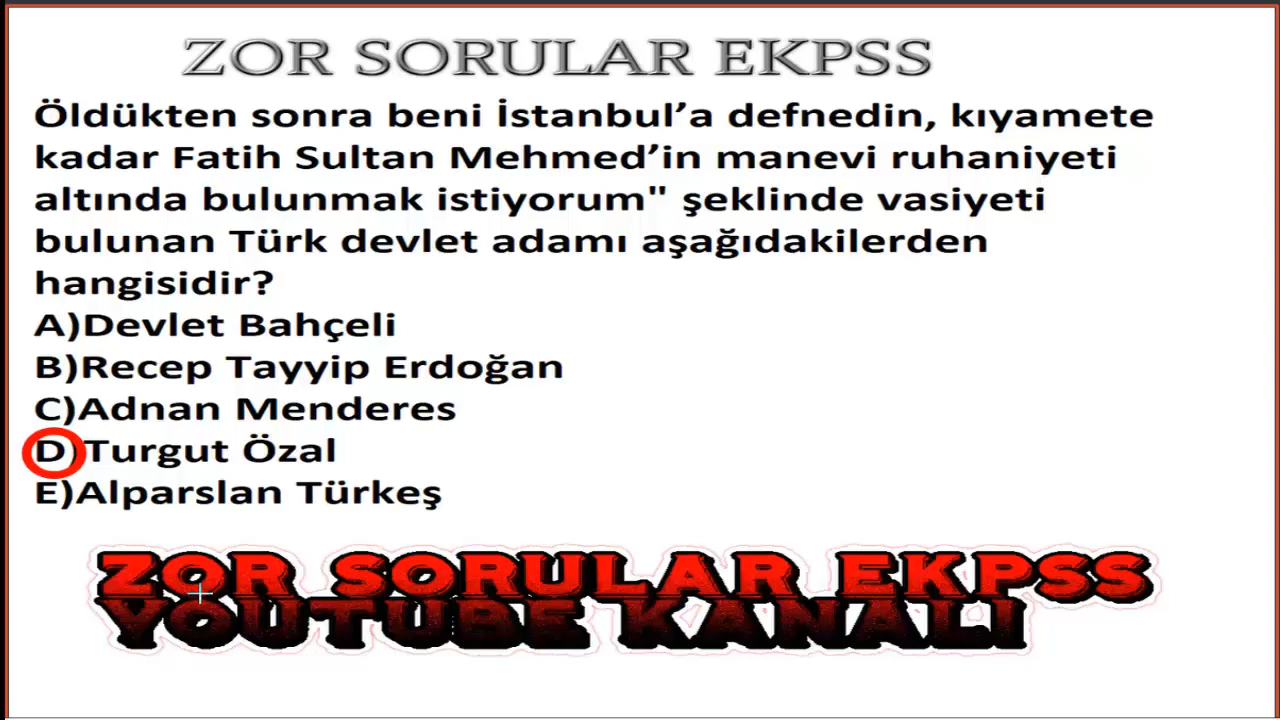 ZOR SORULAR EKPSS
Öldükten sonra beni İstanbul’a defnedin, kıyamete
kadar Fatih Sultan Mehmed’in manevi ruhaniyeti
altında bulunmak istiyorum" şeklinde vasiyeti
bulunan Türk devlet adamı aşağıdakilerden
hangisidir?
A)Devlet Bahçeli
B)Recep Tayyip Erdoğan
C)Adnan Menderes
D)Turgut Özal
E)Alparslan Türkeş
ZOR SORULAR EKPSS
YOUTUBE KANALI